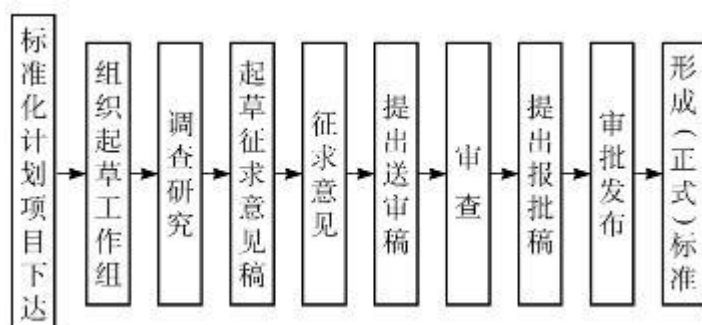 标准化计划项目下达
组织起草工作组
调查研究
起草征求意见稿
征求意见
提出送审稿
审查
提出报批稿
审批发布
形成(正式)标准